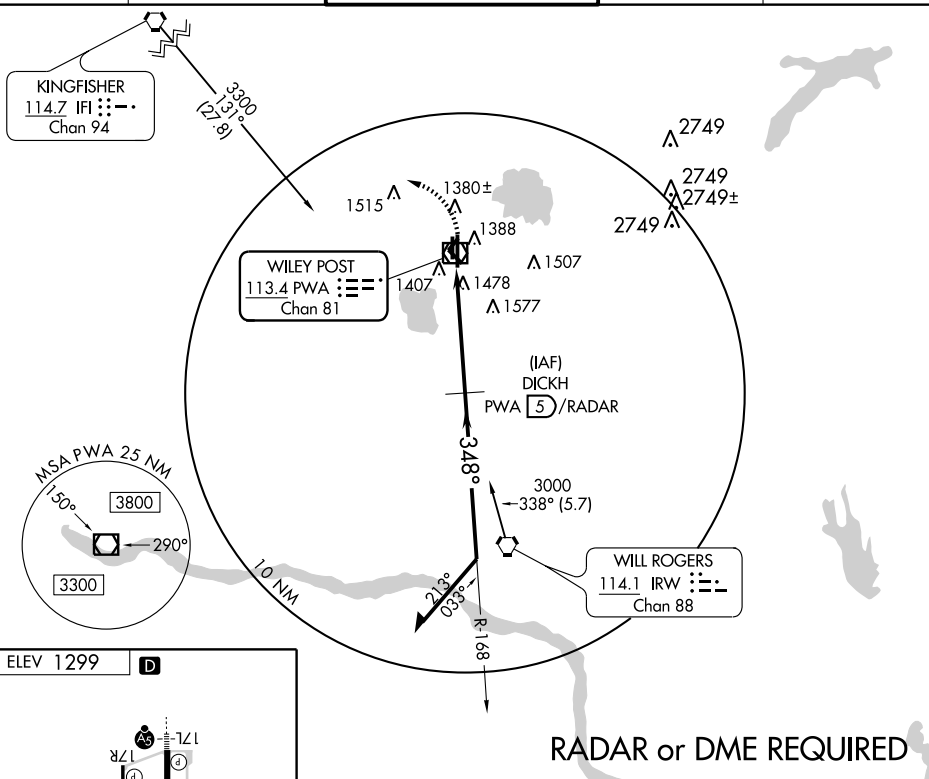 KINGFISHER
114.7 IFI
Chan 94
3300
131°
(27.8)
2749
2749
2749±
2749
1515
1380±
1388
1507
1407
1478
1577
WILEY POST
113.4 PWA
Chan 81
(IAF)
DICKH
PWA 5 /RADAR
348°
3000
338° (5.7)
MSA PWA 25 NM
150°
3800
290°
3300
10 NM
213°
033°
R-168
WILL ROGERS
114.1 IRW
Chan 88
ELEV 1299 D
A5
17L
17R
P
P
RADAR or DME REQUIRED